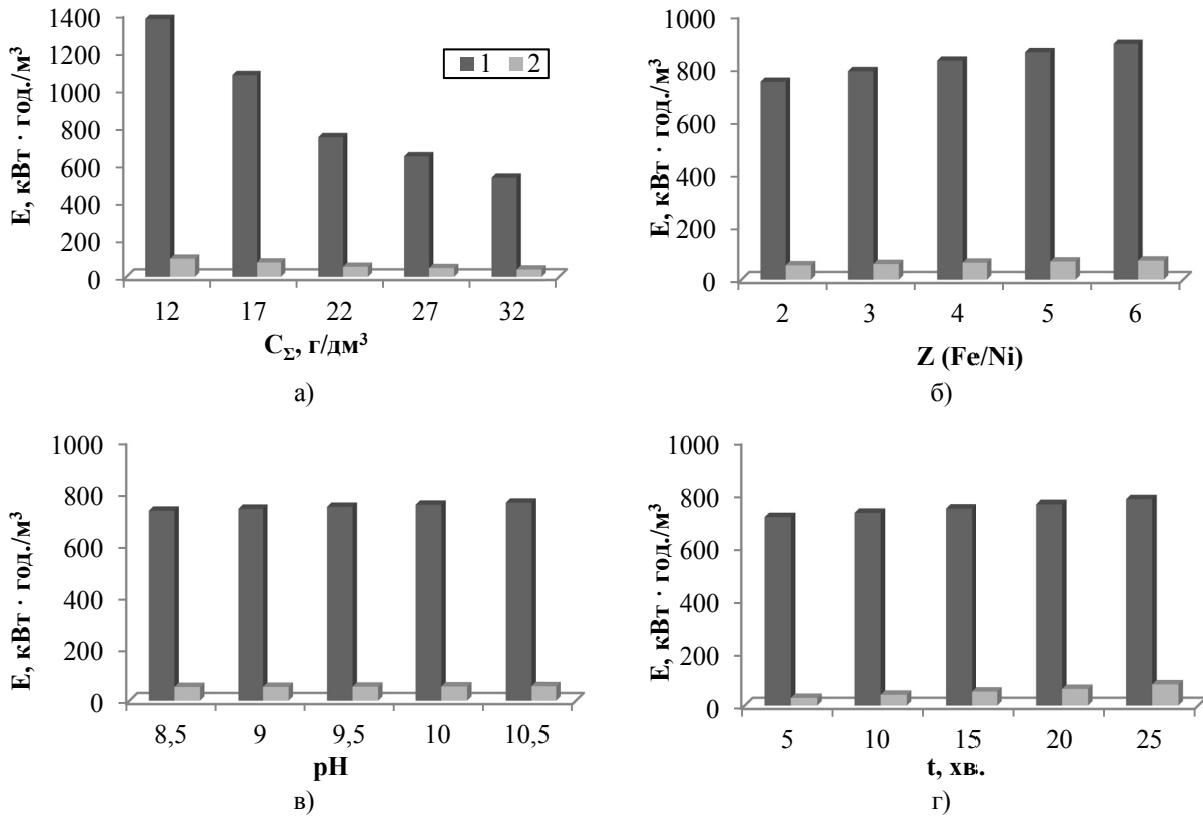 1400
1200
1000
800
600
400
200
0
E, кВт · год./м³
1 2
12 17 22 27 32
C_Σ, г/дм³
а)
1000
800
600
400
200
0
E, кВт · год./м³
2 3 4 5 6
Z (Fe/Ni)
б)
1000
800
600
400
200
0
E, кВт · год./м³
8,5 9 9,5 10 10,5
pH
в)
1000
800
600
400
200
0
E, кВт · год./м³
5 10 15 20 25
t, хв.
г)